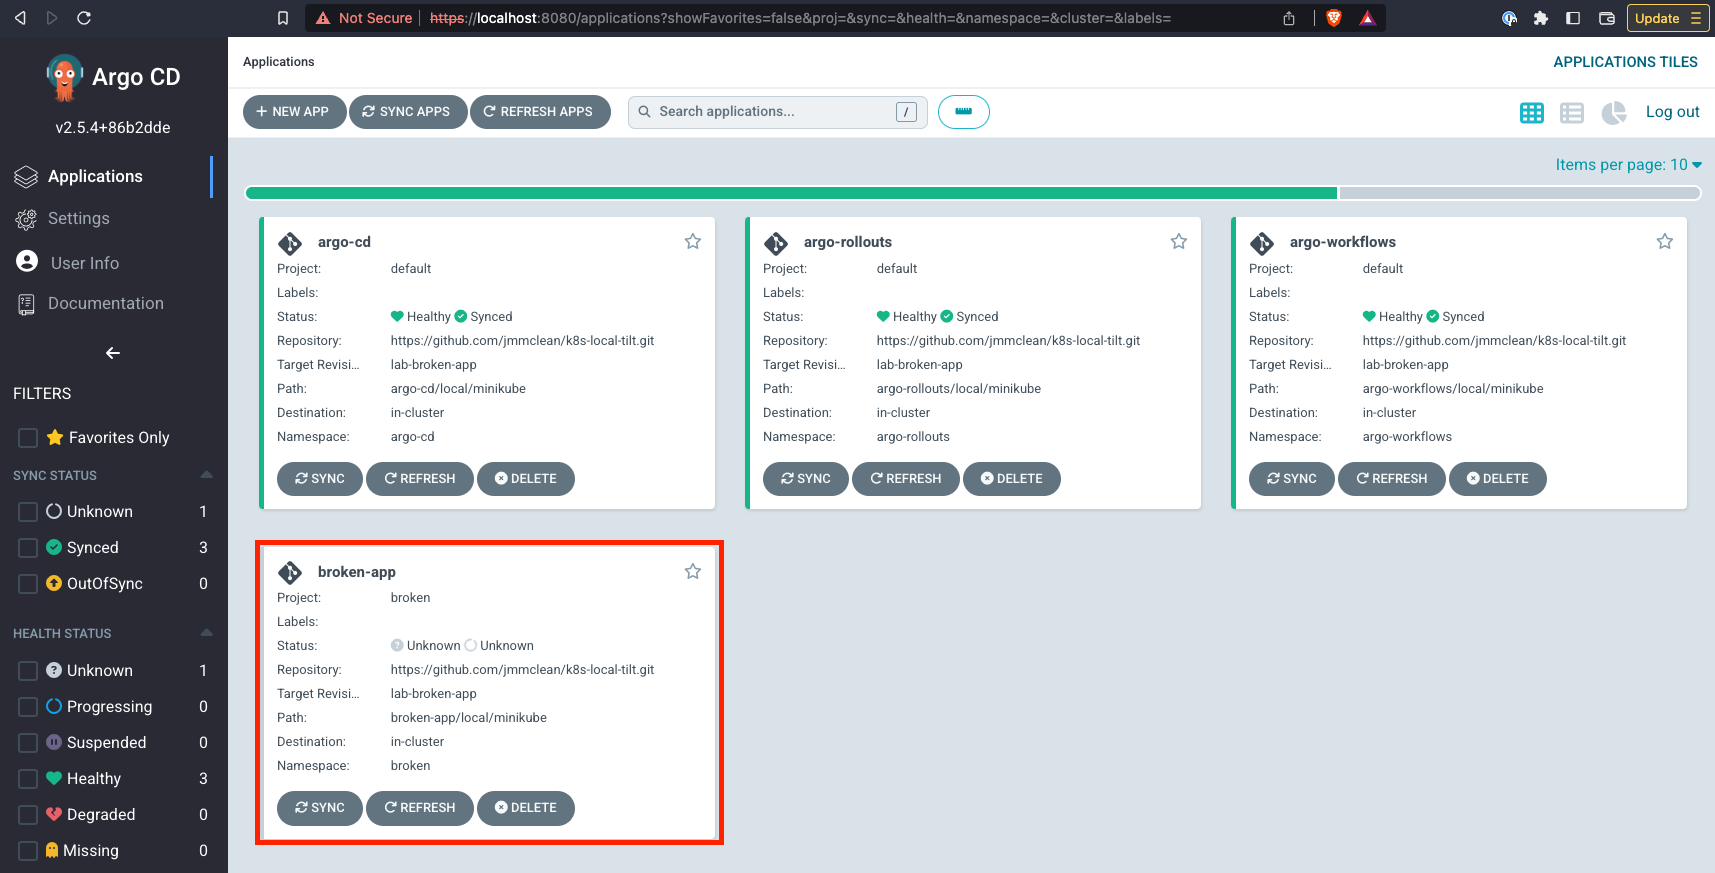 Not Secure https://localhost:8080/applications?showFavorites=false&proj=&sync=&health=&namespace=&cluster=&labels= Update
Argo CD
v2.5.4+86b2dde
Applications
Settings
User Info
Documentation
FILTERS
Favorites Only
SYNC STATUS
Unknown 1
Synced 3
OutOfSync 0
HEALTH STATUS
Unknown 1
Progressing 0
Suspended 0
Healthy 3
Degraded 0
Missing 0
Applications APPLICATIONS TILES
NEW APP SYNC APPS REFRESH APPS Search applications... / Log out
Items per page: 10
argo-cd
Project: default
Labels:
Status: Healthy Synced
Repository: https://github.com/jmmclean/k8s-local-tilt.git
Target Revisi... lab-broken-app
Path: argo-cd/local/minikube
Destination: in-cluster
Namespace: argo-cd
SYNC REFRESH DELETE
argo-rollouts
Project: default
Labels:
Status: Healthy Synced
Repository: https://github.com/jmmclean/k8s-local-tilt.git
Target Revisi... lab-broken-app
Path: argo-rollouts/local/minikube
Destination: in-cluster
Namespace: argo-rollouts
SYNC REFRESH DELETE
argo-workflows
Project: default
Labels:
Status: Healthy Synced
Repository: https://github.com/jmmclean/k8s-local-tilt.git
Target Revisi... lab-broken-app
Path: argo-workflows/local/minikube
Destination: in-cluster
Namespace: argo-workflows
SYNC REFRESH DELETE
broken-app
Project: broken
Labels:
Status: Unknown Unknown
Repository: https://github.com/jmmclean/k8s-local-tilt.git
Target Revisi... lab-broken-app
Path: broken-app/local/minikube
Destination: in-cluster
Namespace: broken
SYNC REFRESH DELETE